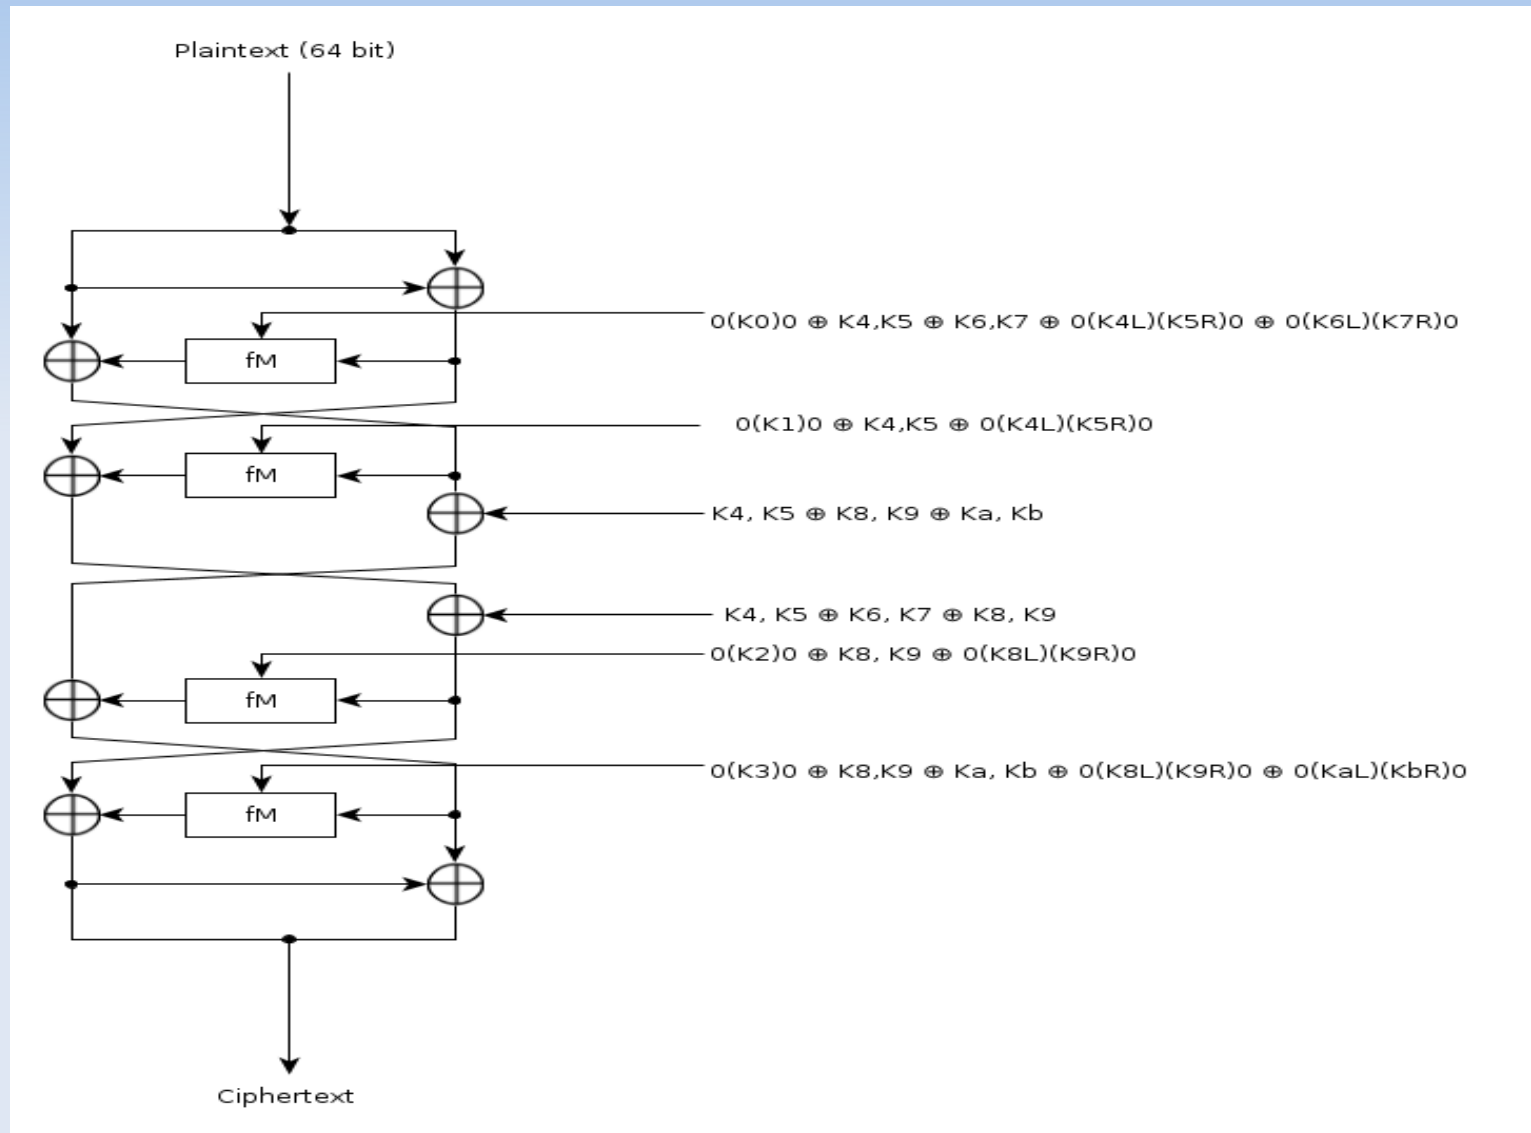 Plaintext (64 bit)
0(K0)0 ⊕ K4,K5 ⊕ K6,K7 ⊕ 0(K4L)(K5R)0 ⊕ 0(K6L)(K7R)0
fM
0(K1)0 ⊕ K4,K5 ⊕ 0(K4L)(K5R)0
fM
K4, K5 ⊕ K8, K9 ⊕ Ka, Kb
K4, K5 ⊕ K6, K7 ⊕ K8, K9
0(K2)0 ⊕ K8, K9 ⊕ 0(K8L)(K9R)0
fM
0(K3)0 ⊕ K8,K9 ⊕ Ka, Kb ⊕ 0(K8L)(K9R)0 ⊕ 0(KaL)(KbR)0
fM
Ciphertext